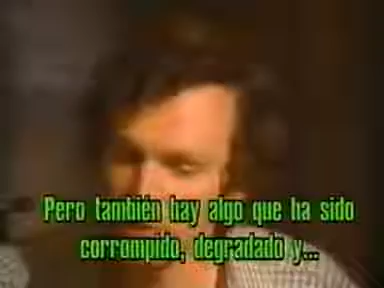 Pero también hay algo que ha sido
corrompido, degradado y...